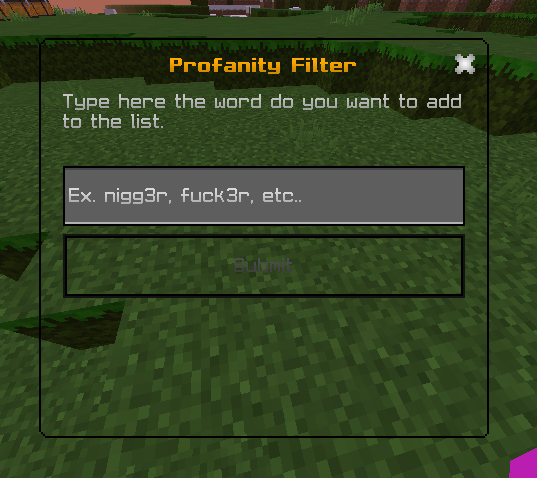 Profanity Filter
Type here the word do you want to add
to the list.
Ex. nigg3r, fuck3r, etc..
Submit